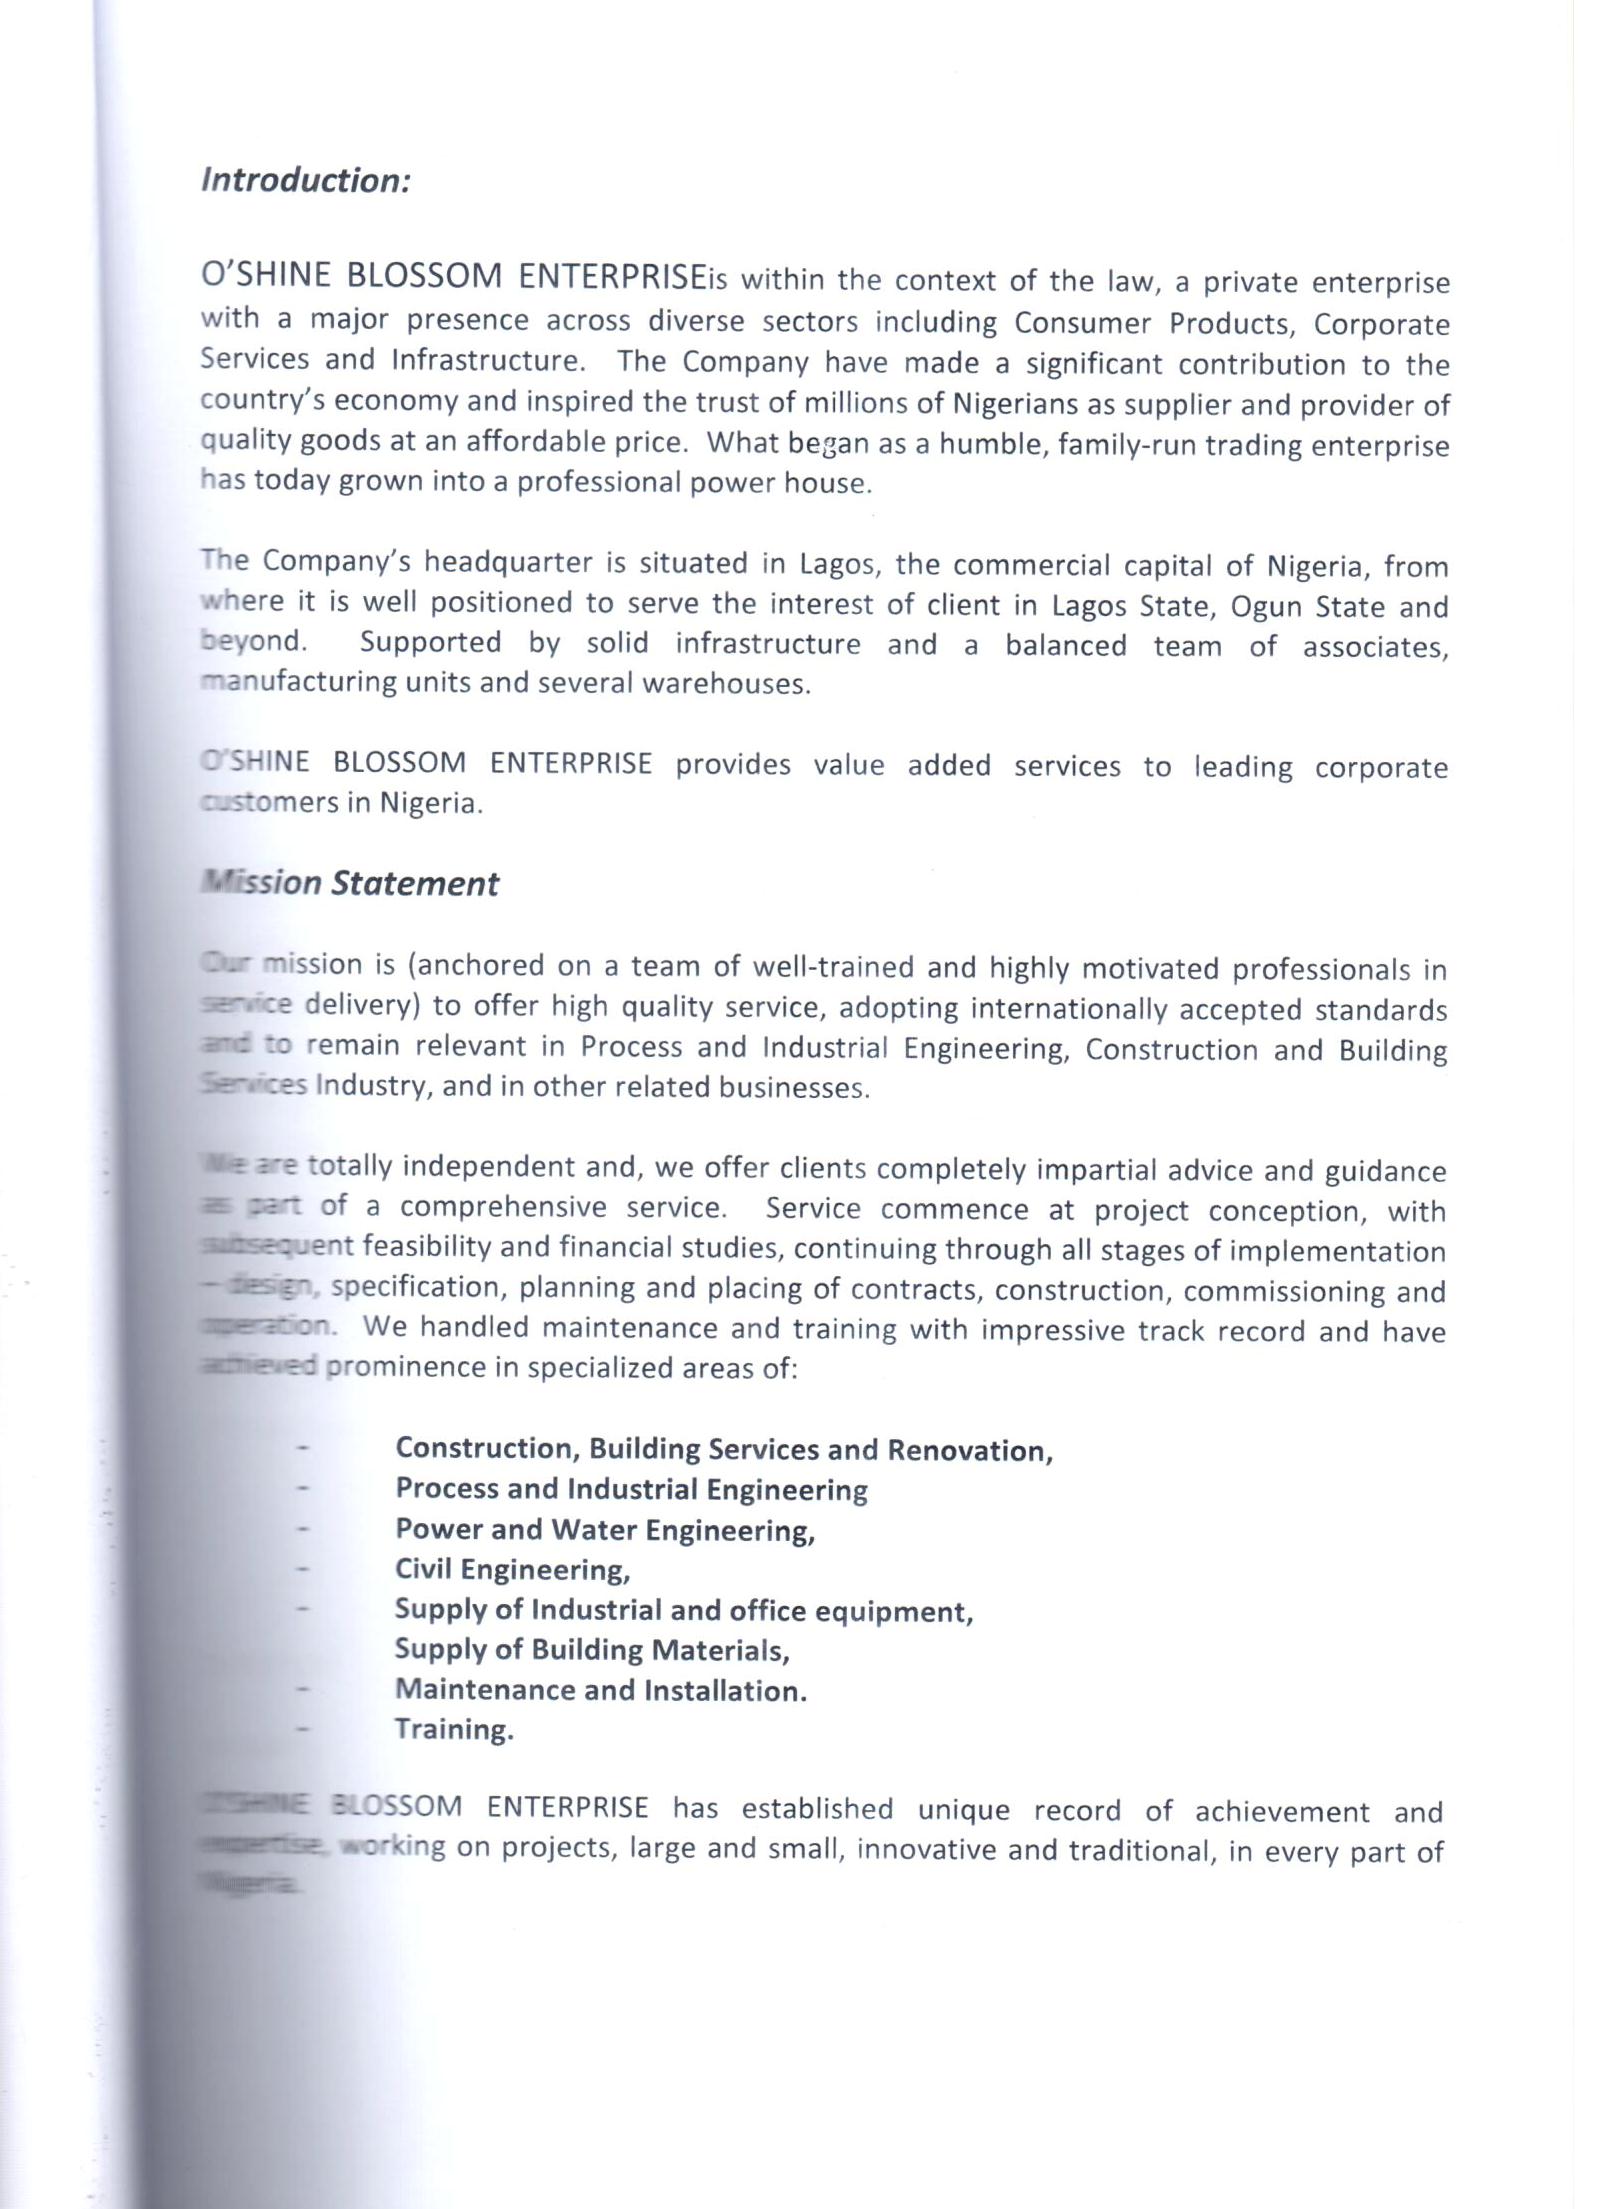 Introduction:
O'SHINE BLOSSOM ENTERPRISEis within the context of the law, a private enterprise
with a major presence across diverse sectors including Consumer Products, Corporate
Services and Infrastructure. The Company have made a significant contribution to the
country's economy and inspired the trust of millions of Nigerians as supplier and provider of
quality goods at an affordable price. What began as a humble, family-run trading enterprise
has today grown into a professional power house.
The Company's headquarter is situated in Lagos, the commercial capital of Nigeria, from
where it is well positioned to serve the interest of client in Lagos State, Ogun State and
beyond. Supported by solid infrastructure and a balanced team of associates,
manufacturing units and several warehouses.
O'SHINE BLOSSOM ENTERPRISE provides value added services to leading corporate
customers in Nigeria.
Mission Statement
Our mission is (anchored on a team of well-trained and highly motivated professionals in
service delivery) to offer high quality service, adopting internationally accepted standards
and to remain relevant in Process and Industrial Engineering, Construction and Building
Services Industry, and in other related businesses.
We are totally independent and, we offer clients completely impartial advice and guidance
as part of a comprehensive service. Service commence at project conception, with
subsequent feasibility and financial studies, continuing through all stages of implementation
– design, specification, planning and placing of contracts, construction, commissioning and
operation. We handled maintenance and training with impressive track record and have
achieved prominence in specialized areas of:
- Construction, Building Services and Renovation,
- Process and Industrial Engineering
- Power and Water Engineering,
- Civil Engineering,
- Supply of Industrial and office equipment,
Supply of Building Materials,
- Maintenance and Installation.
- Training.
O'SHINE BLOSSOM ENTERPRISE has established unique record of achievement and
expertise, working on projects, large and small, innovative and traditional, in every part of
Nigeria.